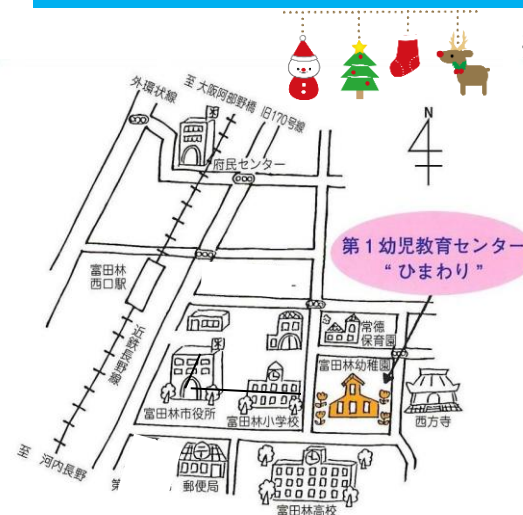 外環状線
至 大阪阿部野橋
旧170号線
府民センター
N
第1幼児教育センター
“ ひまわり ”
富田林
西口駅
近鉄長野線
常徳
保育園
富田林幼稚園
富田林市役所
富田林小学校
西方寺
至 河内長野
第
郵便局
富田林高校